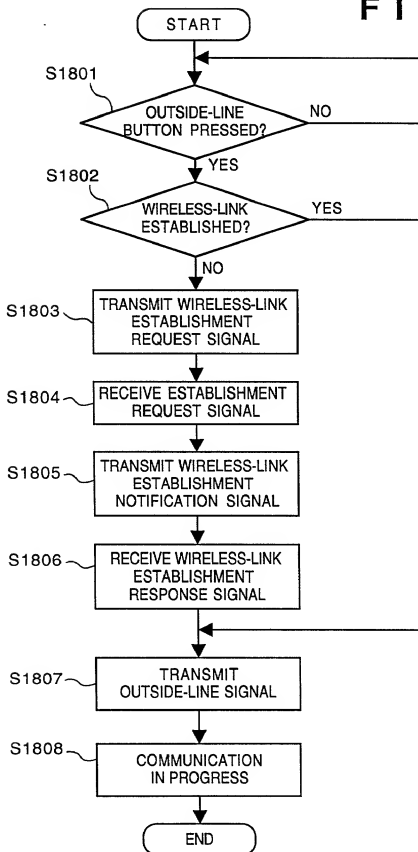 F I
START
S1801
OUTSIDE-LINE
BUTTON PRESSED?
NO
YES
S1802
WIRELESS-LINK
ESTABLISHED?
YES
NO
S1803
TRANSMIT WIRELESS-LINK
ESTABLISHMENT
REQUEST SIGNAL
S1804
RECEIVE ESTABLISHMENT
REQUEST SIGNAL
S1805
TRANSMIT WIRELESS-LINK
ESTABLISHMENT
NOTIFICATION SIGNAL
S1806
RECEIVE WIRELESS-LINK
ESTABLISHMENT
RESPONSE SIGNAL
S1807
TRANSMIT
OUTSIDE-LINE SIGNAL
S1808
COMMUNICATION
IN PROGRESS
END